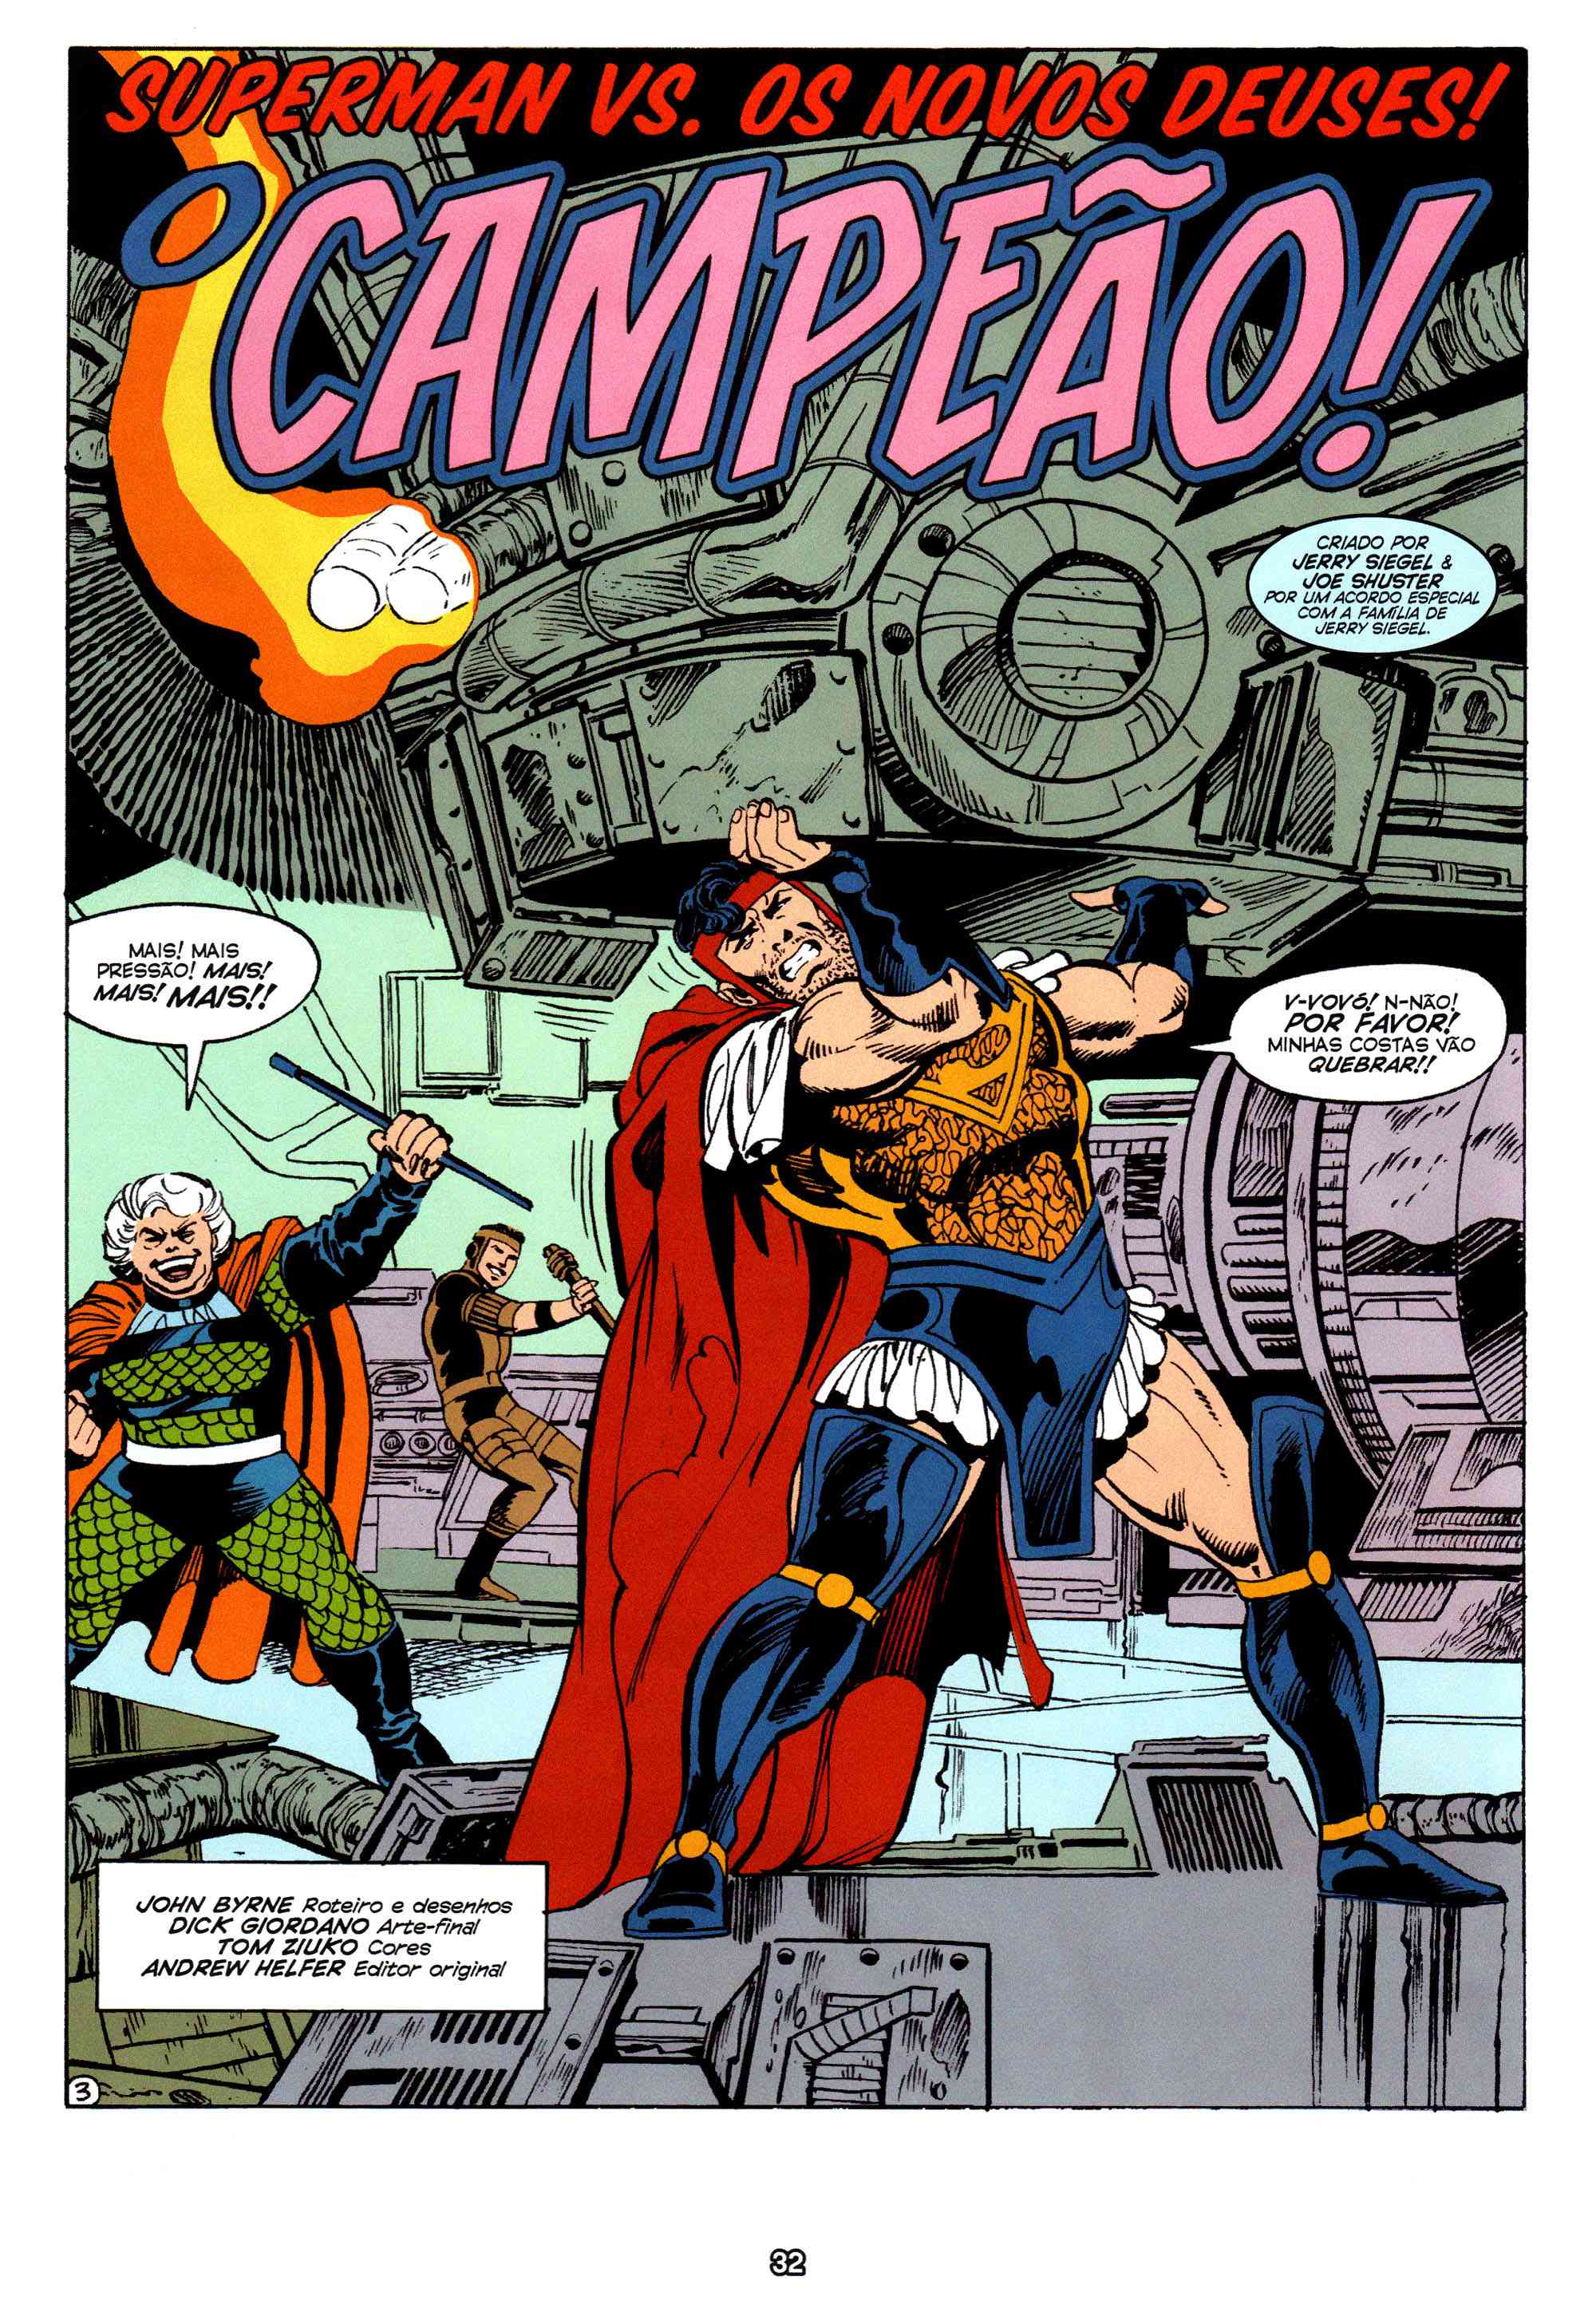 SUPERMAN VS. OS NOVOS DEUSES!
O CAMPEÃO!
CRIADO POR
JERRY SIEGEL &
JOE SHUSTER
POR UM ACORDO ESPECIAL
COM A FAMÍLIA DE
JERRY SIEGEL.
MAIS! MAIS
PRESSÃO! MAIS!
MAIS! MAIS!!
V-VOVÓ! N-NÃO!
POR FAVOR!
MINHAS COSTAS VÃO
QUEBRAR!!
JOHN BYRNE Roteiro e desenhos
DICK GIORDANO Arte-final
TOM ZIUKO Cores
ANDREW HELFER Editor original
3
32